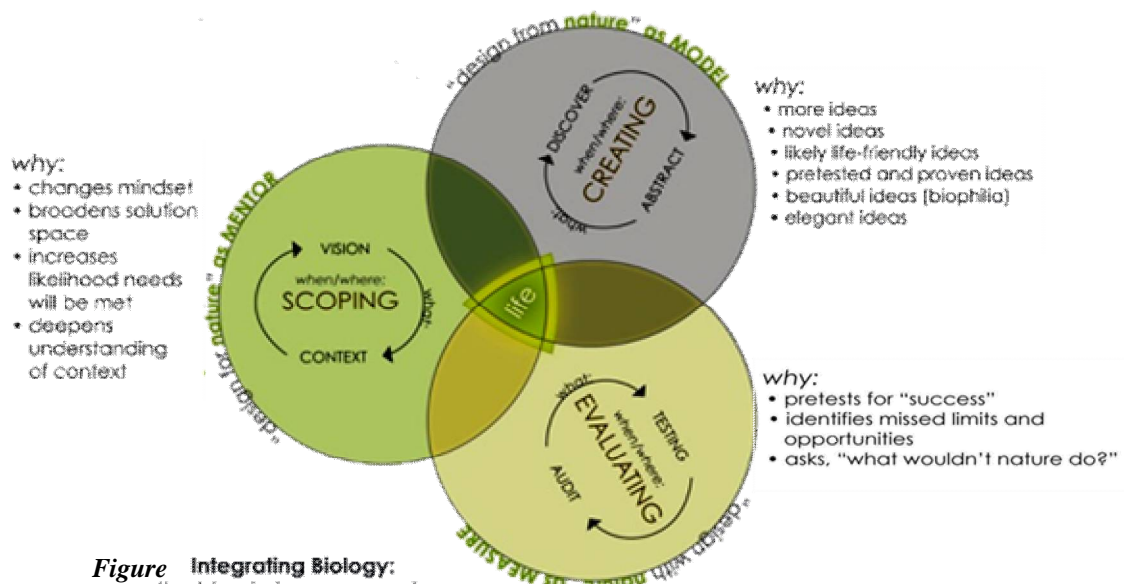 "design from nature" as MODEL
DISCOVER
when/where:
CREATING
ABSTRACT
what:
why:
• more ideas
• novel ideas
• likely life-friendly ideas
• pretested and proven ideas
• beautiful ideas (biophilia)
• elegant ideas
why:
• changes mindset
• broadens solution
space
• increases
likelihood needs
will be met
• deepens
understanding
of context
"design for nature" as MENTOR
VISION
when/where:
SCOPING
what:
CONTEXT
life
what:
TESTING
when/where:
EVALUATING
AUDIT
"design with nature" as MEASURE
why:
• pretests for "success"
• identifies missed limits and
opportunities
• asks, "what wouldn't nature do?"
Figure Integrating Biology: